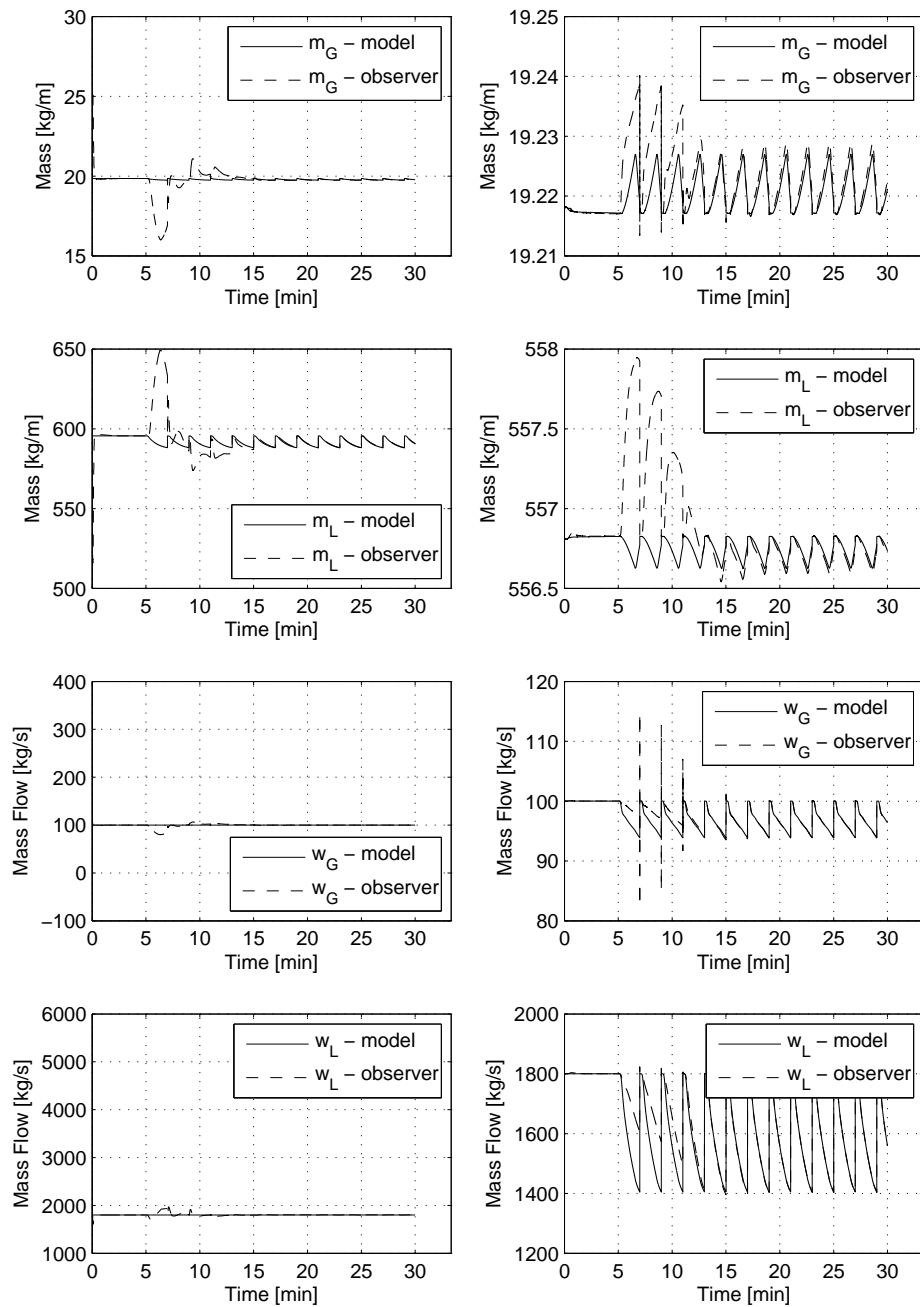 30
25
20
15
Mass [kg/m]
m_G − model
m_G − observer
0 5 10 15 20 25 30
Time [min]
19.25
19.24
19.23
19.22
19.21
Mass [kg/m]
m_G − model
m_G − observer
0 5 10 15 20 25 30
Time [min]
650
600
550
500
Mass [kg/m]
m_L − model
m_L − observer
0 5 10 15 20 25 30
Time [min]
558
557.5
557
556.5
Mass [kg/m]
m_L − model
m_L − observer
0 5 10 15 20 25 30
Time [min]
400
300
200
100
0
−100
Mass Flow [kg/s]
w_G − model
w_G − observer
0 5 10 15 20 25 30
Time [min]
120
110
100
90
80
Mass Flow [kg/s]
w_G − model
w_G − observer
0 5 10 15 20 25 30
Time [min]
6000
5000
4000
3000
2000
1000
Mass Flow [kg/s]
w_L − model
w_L − observer
0 5 10 15 20 25 30
Time [min]
2000
1800
1600
1400
1200
Mass Flow [kg/s]
w_L − model
w_L − observer
0 5 10 15 20 25 30
Time [min]